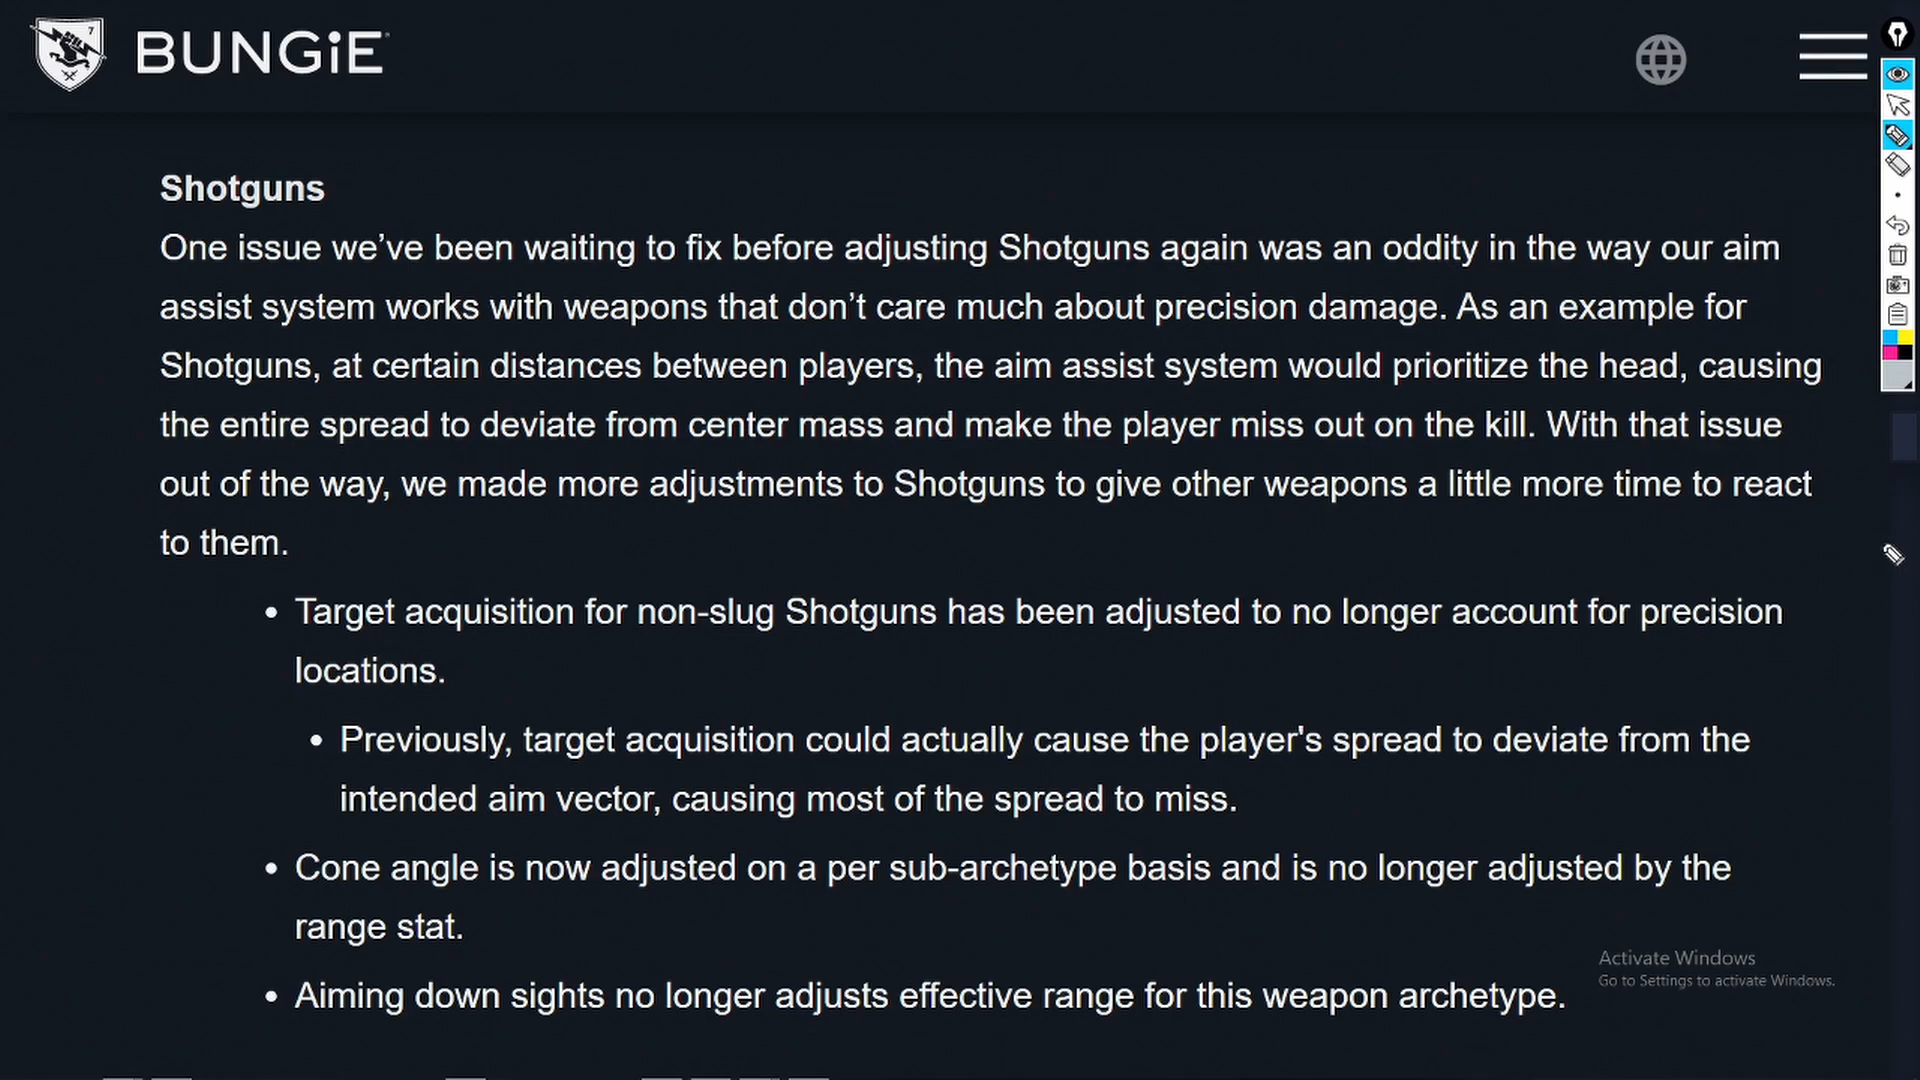 7
BUNGiE
Shotguns
One issue we’ve been waiting to fix before adjusting Shotguns again was an oddity in the way our aim
assist system works with weapons that don’t care much about precision damage. As an example for
Shotguns, at certain distances between players, the aim assist system would prioritize the head, causing
the entire spread to deviate from center mass and make the player miss out on the kill. With that issue
out of the way, we made more adjustments to Shotguns to give other weapons a little more time to react
to them.
• Target acquisition for non-slug Shotguns has been adjusted to no longer account for precision
locations.
• Previously, target acquisition could actually cause the player's spread to deviate from the
intended aim vector, causing most of the spread to miss.
• Cone angle is now adjusted on a per sub-archetype basis and is no longer adjusted by the
range stat.
• Aiming down sights no longer adjusts effective range for this weapon archetype.
Activate Windows
Go to Settings to activate Windows.